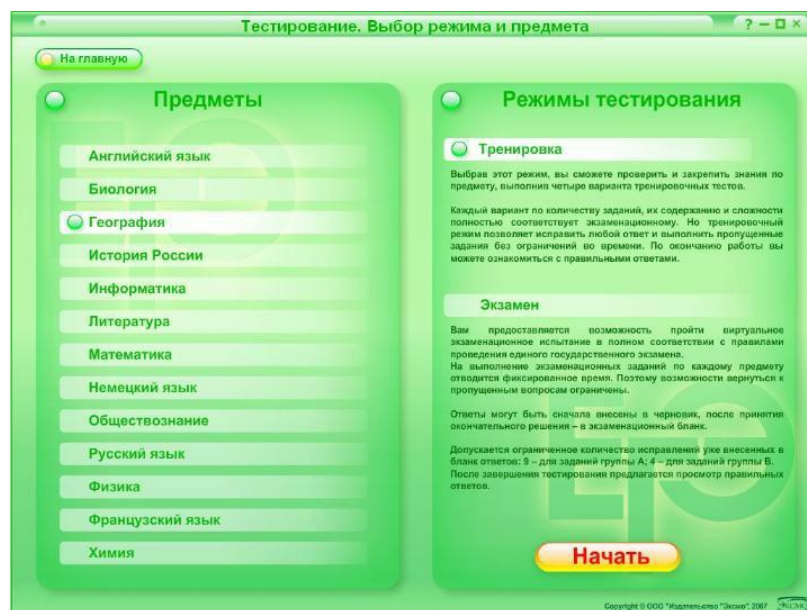 Тестирование. Выбор режима и предмета
На главную
Предметы
Английский язык
Биология
География
История России
Информатика
Литература
Математика
Немецкий язык
Обществознание
Русский язык
Физика
Французский язык
Химия
Режимы тестирования
Тренировка
Выбрав этот режим, вы сможете проверить и закрепить знания по
предмету, выполнив четыре варианта тренировочных тестов.
Каждый вариант по количеству заданий, их содержанию и сложности
полностью соответствует экзаменационному. Но тренировочный
режим позволяет исправить любой ответ и выполнить пропущенные
задания без ограничений во времени. По окончанию работы вы
можете ознакомиться с правильными ответами.
Экзамен
Вам предоставляется возможность пройти виртуальное
экзаменационное испытание в полном соответствии с правилами
проведения единого государственного экзамена.
На выполнение экзаменационных заданий по каждому предмету
отводится фиксированное время. Поэтому возможности вернуться к
пропущенным вопросам ограничены.
Ответы могут быть сначала внесены в черновик, после принятия
окончательного решения – в экзаменационный бланк.
Допускается ограниченное количество исправлений уже внесенных в
бланк ответов: 9 – для заданий группы А; 4 – для заданий группы В.
После завершения тестирования предлагается просмотр правильных
ответов.
Начать
Copyright © ООО "Издательство "Эксмо", 2007